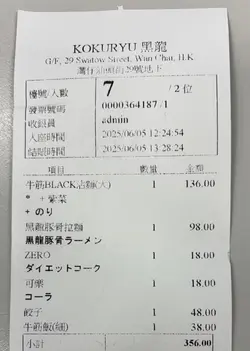 KOKURYU 黑龍
G/F, 29 Swatow Street, Wan Chai, H.K
灣仔汕頭街29號地下
檯號/人數 7 / 2 位
發票號碼 0000364187 / 1
收銀員 admin
入座時間 2025/06/05 12:24:54
結賬時間 2025/06/05 13:28:24
項目 數量 金額
牛筋BLACK沾麵(大) 1 136.00
* + 紫菜
+ のり
黑龍豚骨拉麵 1 98.00
黒龍豚骨ラーメン
ZERO 1 18.00
ダイエットコーク
可樂 1 18.00
コーラ
餃子 1 48.00
牛筋飯(細) 1 38.00
小計 356.00